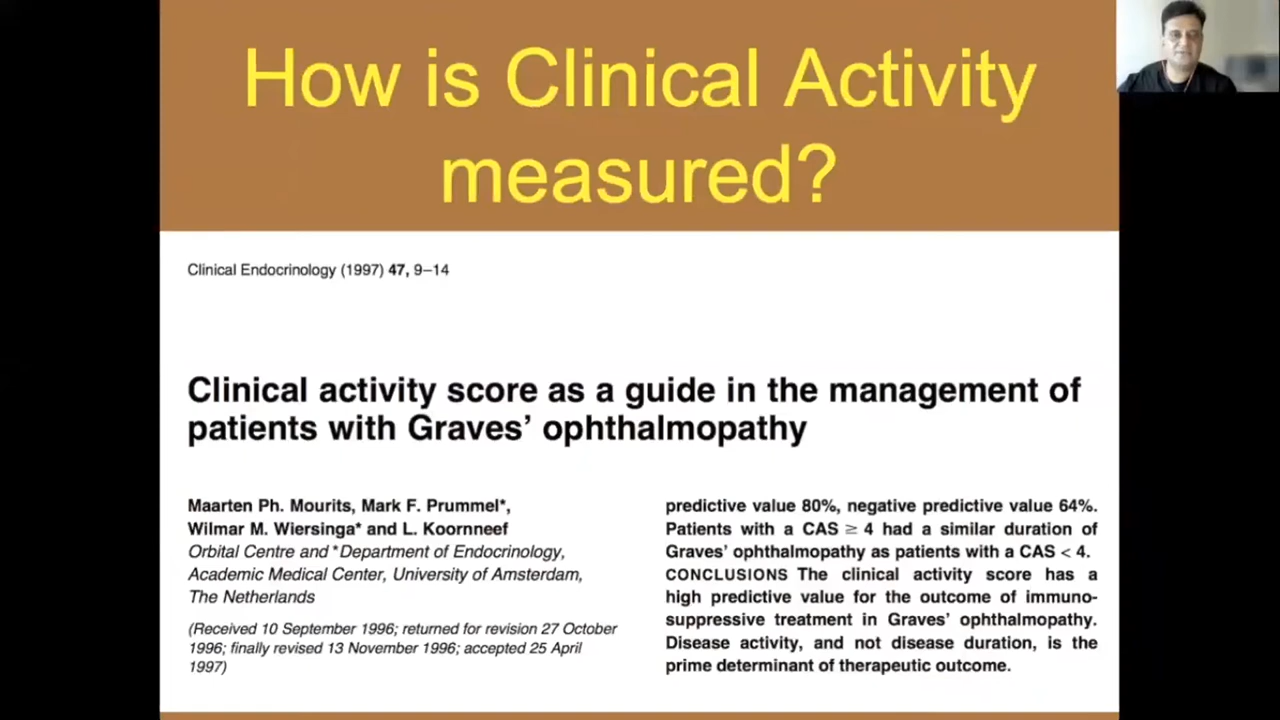 How is Clinical Activity
measured?
Clinical Endocrinology (1997) 47, 9–14
Clinical activity score as a guide in the management of
patients with Graves’ ophthalmopathy
Maarten Ph. Mourits, Mark F. Prummel*,
Wilmar M. Wiersinga* and L. Koornneef
Orbital Centre and *Department of Endocrinology,
Academic Medical Center, University of Amsterdam,
The Netherlands
(Received 10 September 1996; returned for revision 27 October
1996; finally revised 13 November 1996; accepted 25 April
1997)
predictive value 80%, negative predictive value 64%.
Patients with a CAS ≥ 4 had a similar duration of
Graves’ ophthalmopathy as patients with a CAS < 4.
CONCLUSIONS The clinical activity score has a
high predictive value for the outcome of immuno-
suppressive treatment in Graves’ ophthalmopathy.
Disease activity, and not disease duration, is the
prime determinant of therapeutic outcome.